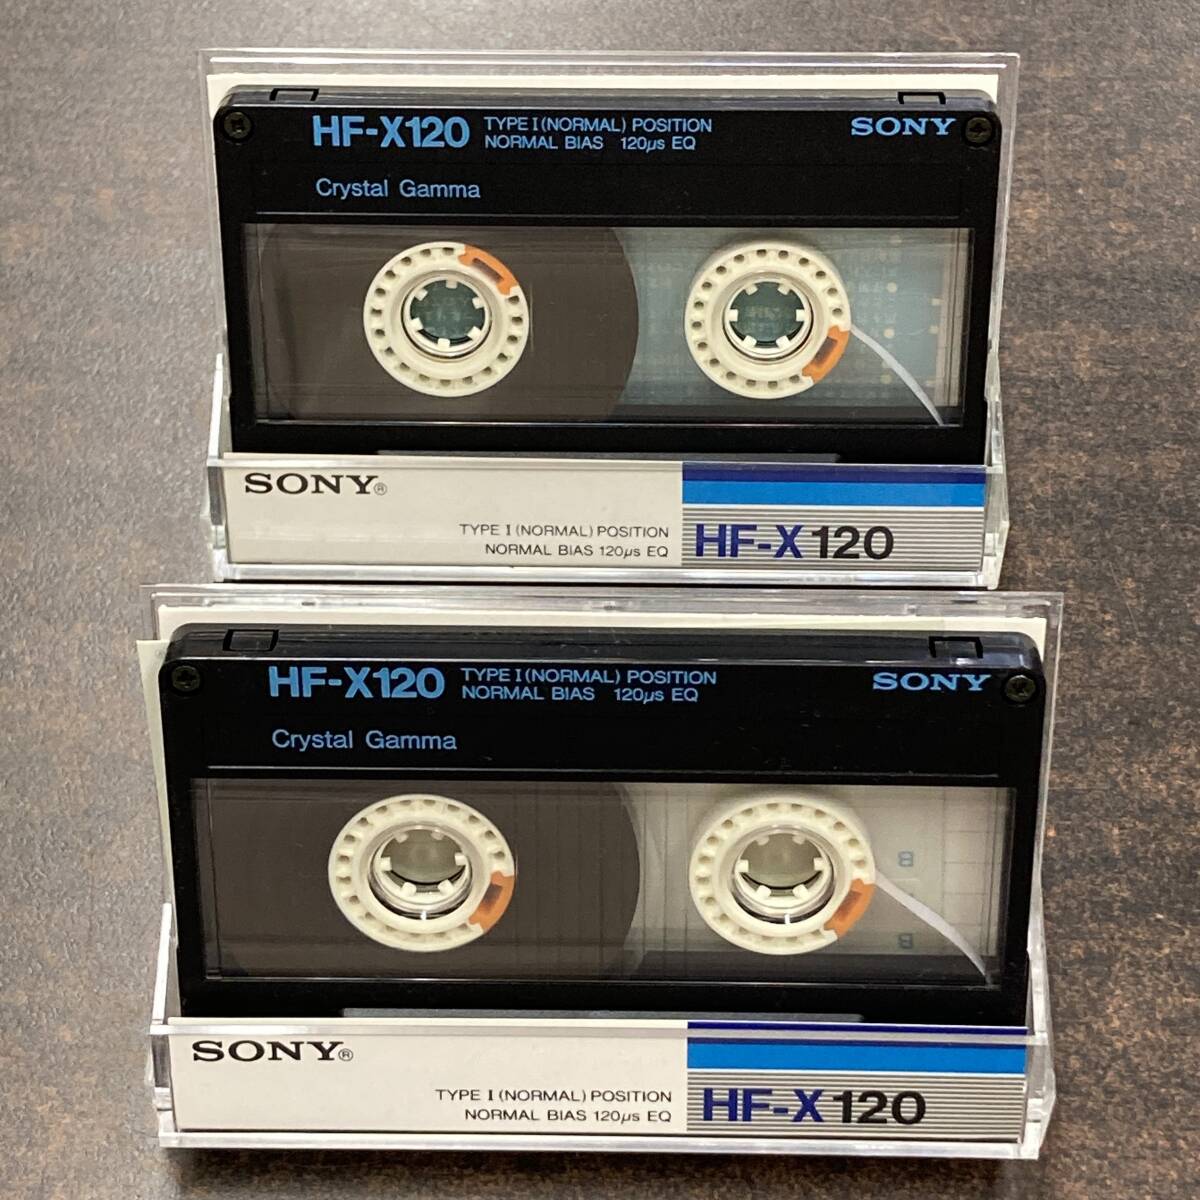 HF-X120 TYPE I (NORMAL) POSITION SONY
NORMAL BIAS 120µs EQ
Crystal Gamma
SONY®
TYPE I (NORMAL) POSITION
NORMAL BIAS 120µs EQ
HF-X 120
HF-X120 TYPE I (NORMAL) POSITION SONY
NORMAL BIAS 120µs EQ
Crystal Gamma
B
B
SONY®
TYPE I (NORMAL) POSITION
NORMAL BIAS 120µs EQ
HF-X 120